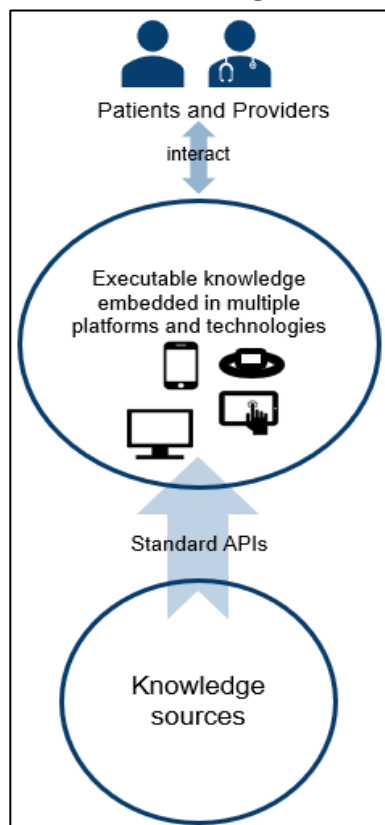 Patients and Providers
interact
Executable knowledge
embedded in multiple
platforms and technologies
Standard APIs
Knowledge
sources